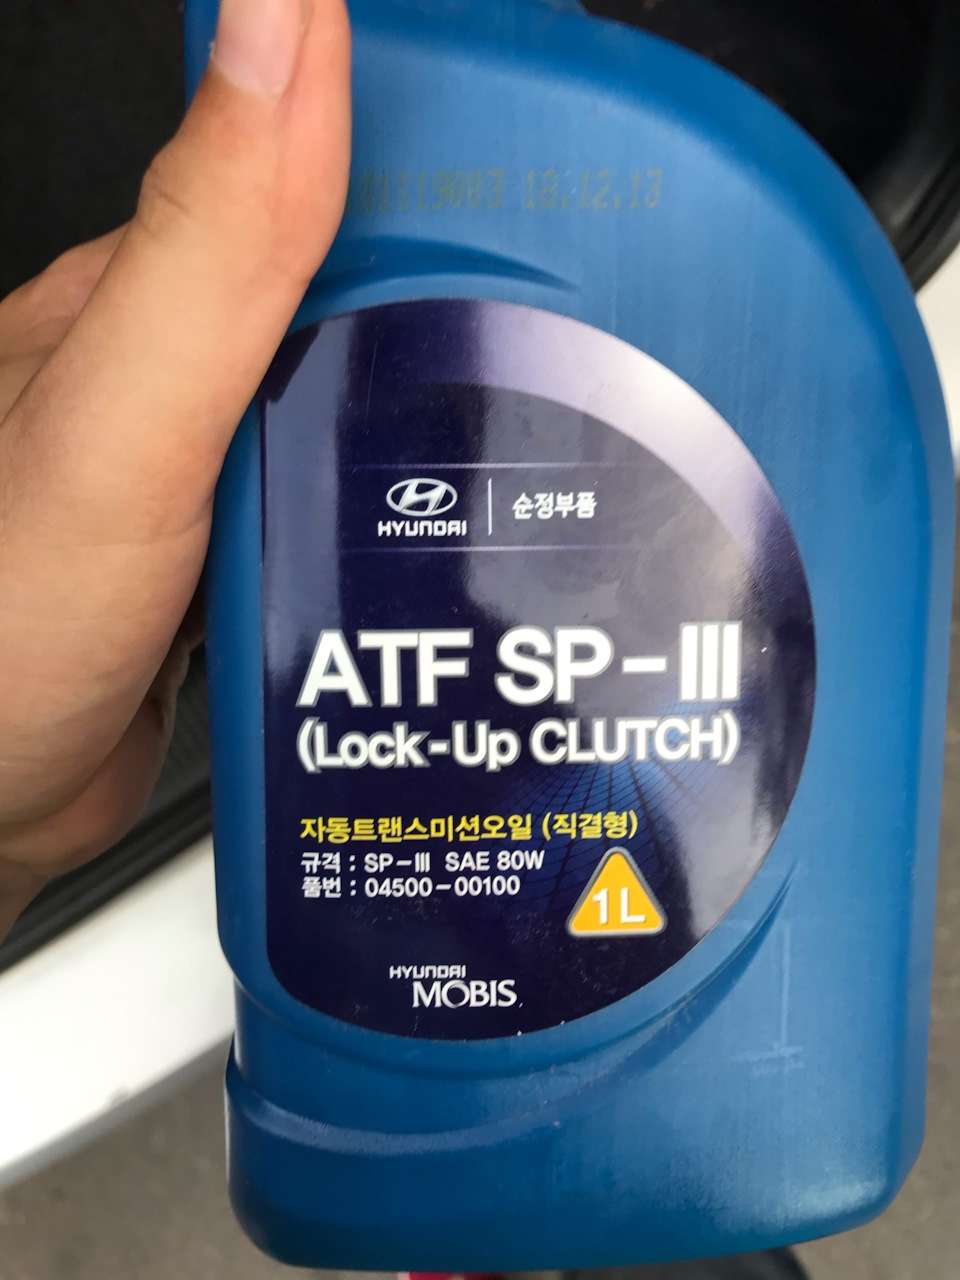 18.12.13
HYUNDAI 순정부품
ATF SP-III
(Lock-Up CLUTCH)
자동트랜스미션오일 (직결형)
규격 : SP-III SAE 80W
품번 : 04500-00100
1L
HYUNDAI
MOBIS